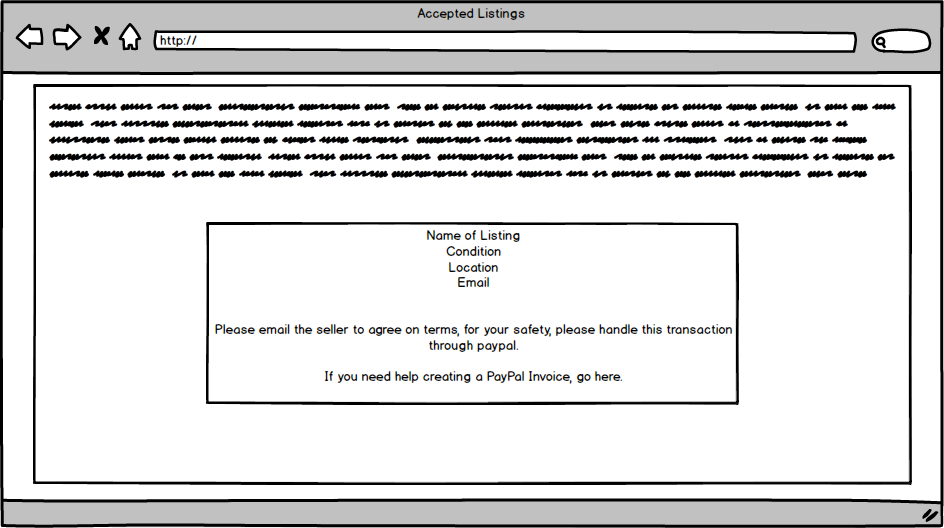 Accepted Listings
http://
Name of Listing
Condition
Location
Email
Please email the seller to agree on terms, for your safety, please handle this transaction
through paypal.
If you need help creating a PayPal Invoice, go here.